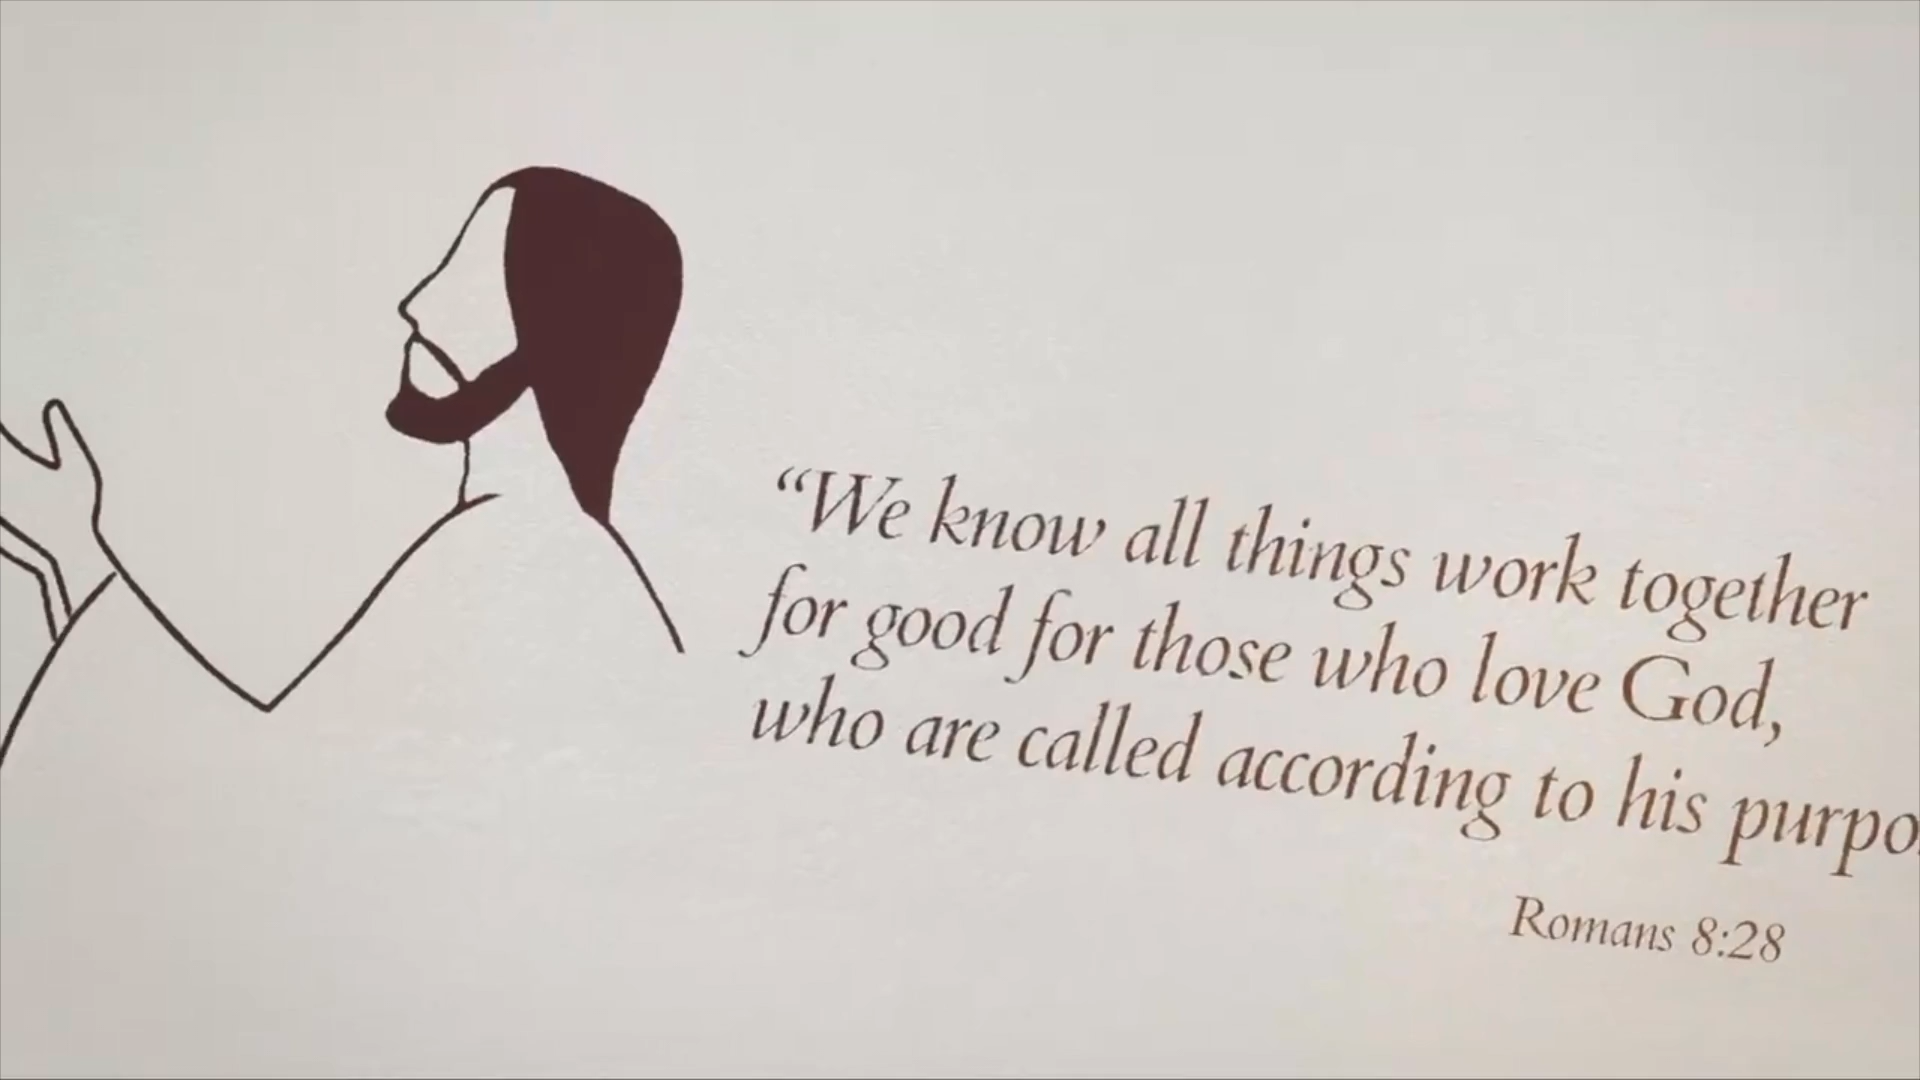 “We know all things work together
for good for those who love God,
who are called according to his purpo
Romans 8:28